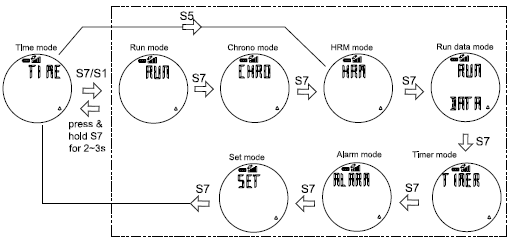 S5
TIme mode
Run mode
Chrono mode
HRM mode
Run data mode
TIME
RUN
CHRO
HRM
RUN
DATA
S7/S1
S7
S7
S7
press &
hold S7
for 2~3s
S7
Set mode
Alarm mode
Timer mode
SET
ALARM
TIMER
S7
S7
S7